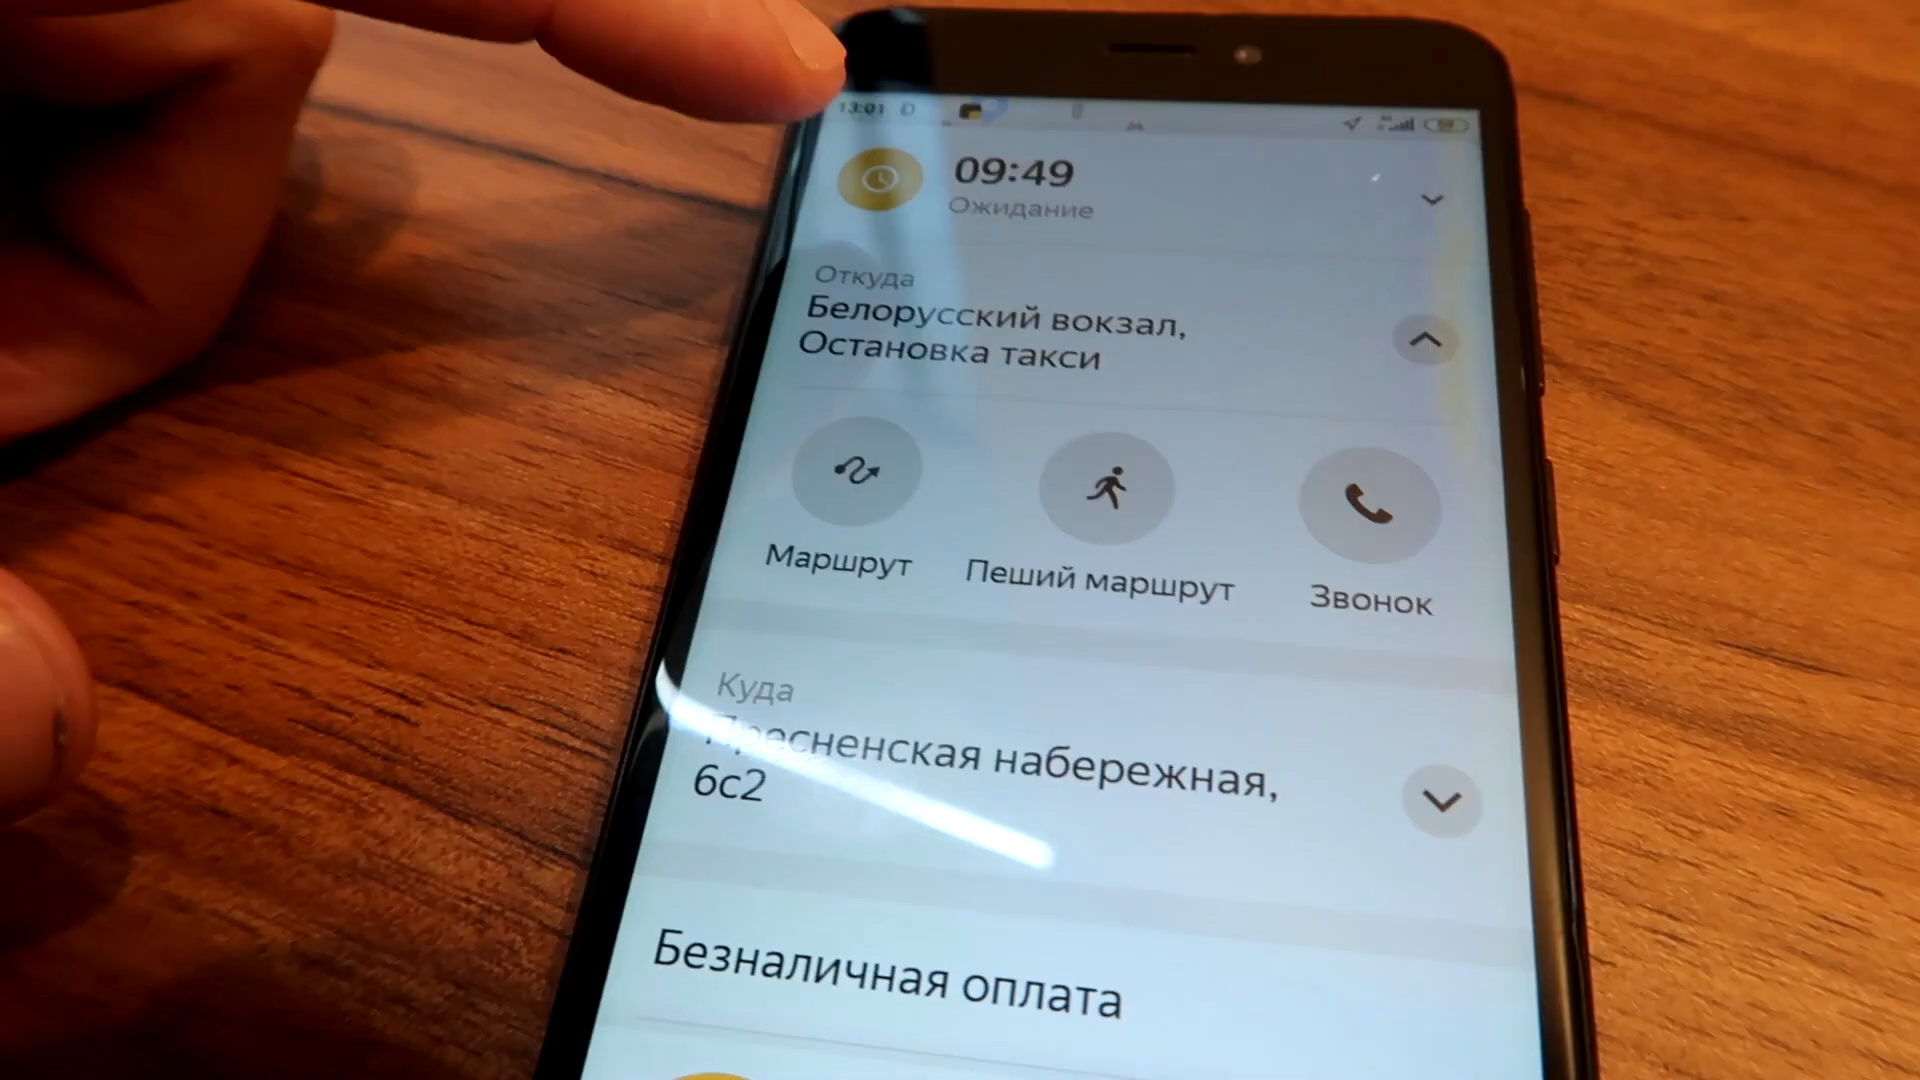 13:01
09:49
Ожидание
Откуда
Белорусский вокзал,
Остановка такси
Маршрут
Пеший маршрут
Звонок
Куда
Пресненская набережная,
6с2
Безналичная оплата